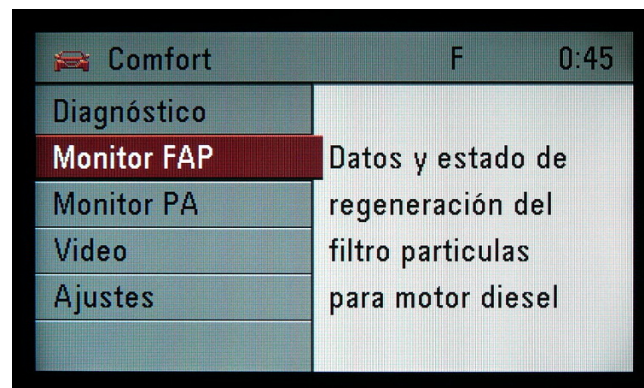 Comfort F 0:45
Diagnóstico
Monitor FAP
Monitor PA
Video
Ajustes
Datos y estado de
regeneración del
filtro particulas
para motor diesel